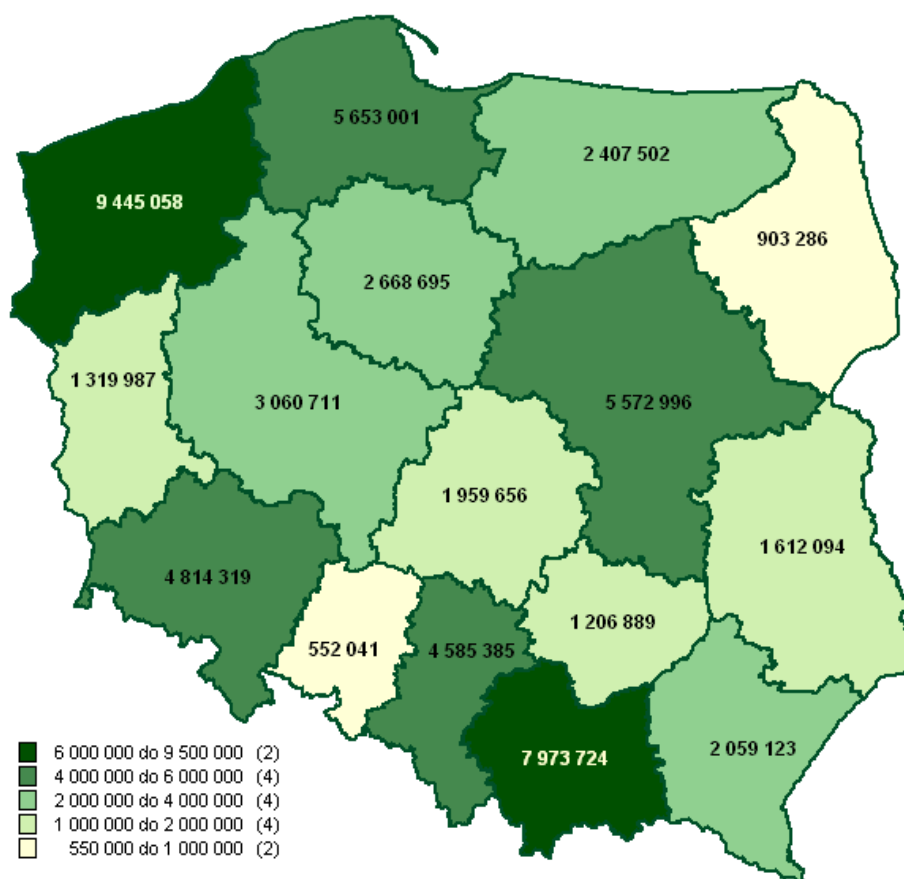 5 653 001
2 407 502
9 445 058
903 286
2 668 695
1 319 987
3 060 711
5 572 996
1 959 656
1 612 094
4 814 319
1 206 889
552 041
4 585 385
2 059 123
7 973 724
6 000 000 do 9 500 000 (2)
4 000 000 do 6 000 000 (4)
2 000 000 do 4 000 000 (4)
1 000 000 do 2 000 000 (4)
550 000 do 1 000 000 (2)